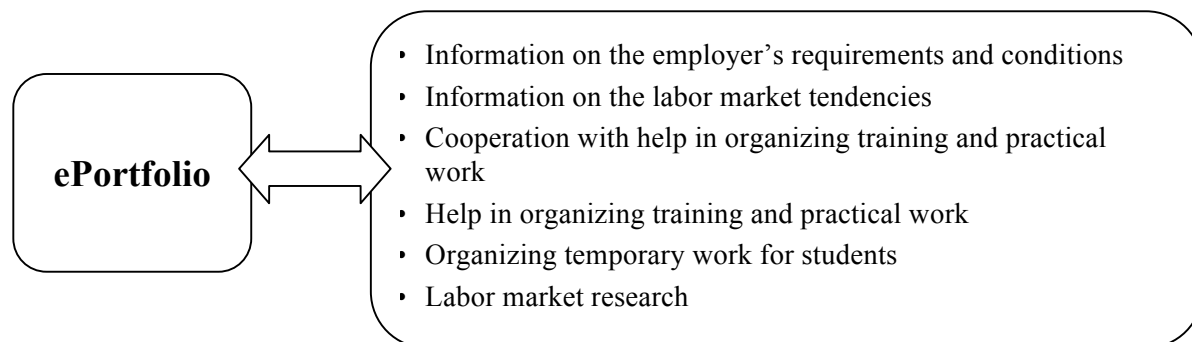 ePortfolio
• Information on the employer’s requirements and conditions
• Information on the labor market tendencies
• Cooperation with help in organizing training and practical
work
• Help in organizing training and practical work
• Organizing temporary work for students
• Labor market research